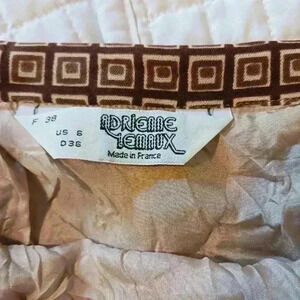 F 38
US 6
D 36
ADRIENNE
LEMAUX
Made in France